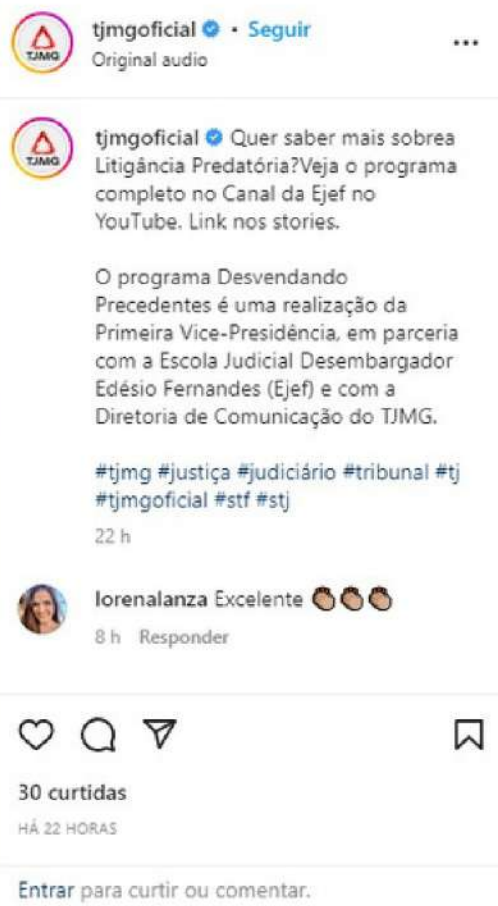 tjmgoficial • Seguir
TJMG
Original audio
...
tjmgoficial Quer saber mais sobrea
TJMG
Litigância Predatória?Veja o programa
completo no Canal da Ejef no
YouTube. Link nos stories.
O programa Desvendando
Precedentes é uma realização da
Primeira Vice-Presidência, em parceria
com a Escola Judicial Desembargador
Edésio Fernandes (Ejef) e com a
Diretoria de Comunicação do TJMG.
#tjmg #justiça #judiciário #tribunal #tj
#tjmgoficial #stf #stj
22 h
lorenalanza Excelente 👏🏽👏🏽👏🏽
8 h Responder
30 curtidas
HÁ 22 HORAS
Entrar para curtir ou comentar.